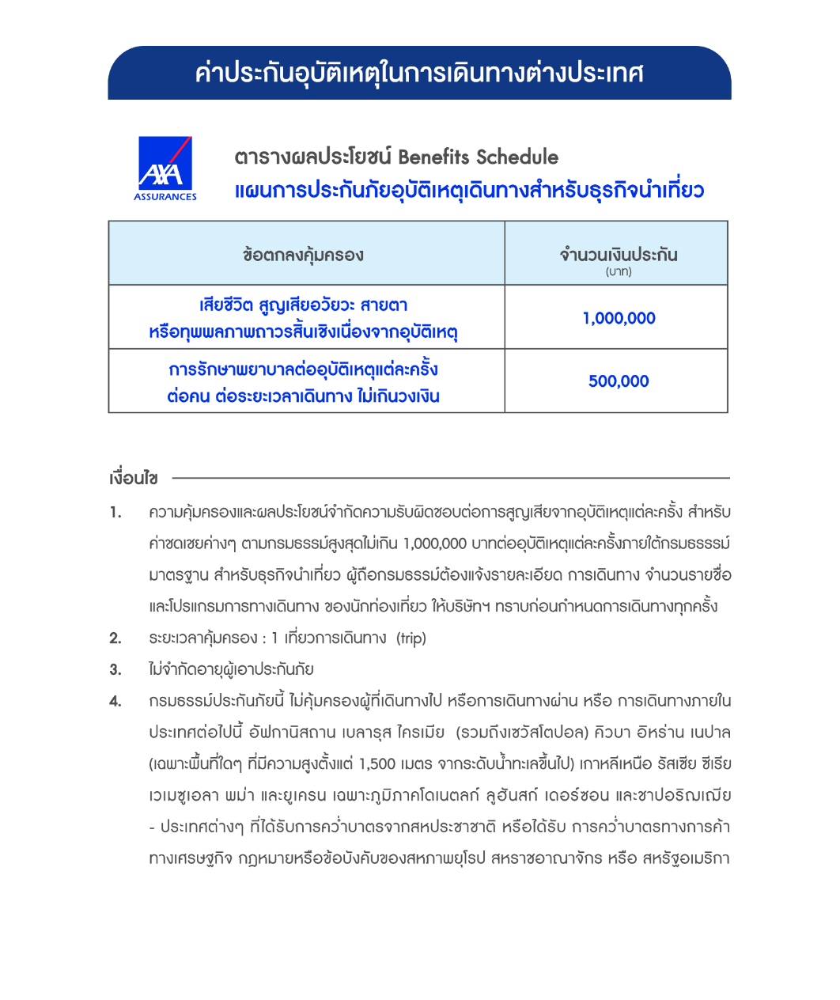 ค่าประกันอุบัติเหตุในการเดินทางต่างประเทศ
AXA
ASSURANCES
ตารางผลประโยชน์ Benefits Schedule
แผนการประกันภัยอุบัติเหตุเดินทางสำหรับธุรกิจนำเที่ยว
ข้อตกลงคุ้มครอง
จำนวนเงินประกัน
(บาท)
เสียชีวิต สูญเสียอวัยวะ สายตา
หรือทุพพลภาพถาวรสิ้นเชิงเนื่องจากอุบัติเหตุ
1,000,000
การรักษาพยาบาลต่ออุบัติเหตุแต่ละครั้ง
ต่อคน ต่อระยะเวลาเดินทาง ไม่เกินวงเงิน
500,000
เงื่อนไข
1. ความคุ้มครองและผลประโยชน์จำกัดความรับผิดชอบต่อการสูญเสียจากอุบัติเหตุแต่ละครั้ง สำหรับ
ค่าชดเชยค่างๆ ตามกรมธรรม์สูงสุดไม่เกิน 1,000,000 บาทต่ออุบัติเหตุแต่ละครั้งภายใต้กรมธรรรม์
มาตรฐาน สำหรับธุรกิจนำเที่ยว ผู้ถือกรมธรรม์ต้องแจ้งรายละเอียด การเดินทาง จำนวนรายชื่อ
และโปรแกรมการทางเดินทาง ของนักท่องเที่ยว ให้บริษัทฯ ทราบก่อนกำหนดการเดินทางทุกครั้ง
2. ระยะเวลาคุ้มครอง : 1 เที่ยวการเดินทาง (trip)
3. ไม่จำกัดอายุผู้เอาประกันภัย
4. กรมธรรม์ประกันภัยนี้ ไม่คุ้มครองผู้ที่เดินทางไป หรือการเดินทางผ่าน หรือ การเดินทางภายใน
ประเทศต่อไปนี้ อัฟกานิสถาน เบลารุส ไครเมีย (รวมถึงเซวัสโตปอล) คิวบา อิหร่าน เนปาล
(เฉพาะพื้นที่ใดๆ ที่มีความสูงตั้งแต่ 1,500 เมตร จากระดับน้ำทะเลขึ้นไป) เกาหลีเหนือ รัสเซีย ซีเรีย
เวเนซูเอลา พม่า และยูเครน เฉพาะภูมิภาคโดเนตลก์ ลูฮันสก์ เดอร์ซอน และซาปอริฌเฌีย
- ประเทศต่างๆ ที่ได้รับการคว่ำบาตรจากสหประชาชาติ หรือได้รับ การคว่ำบาตรทางการค้า
ทางเศรษฐกิจ กฎหมายหรือข้อบังคับของสหภาพยุโรป สหราชอาณาจักร หรือ สหรัฐอเมริกา